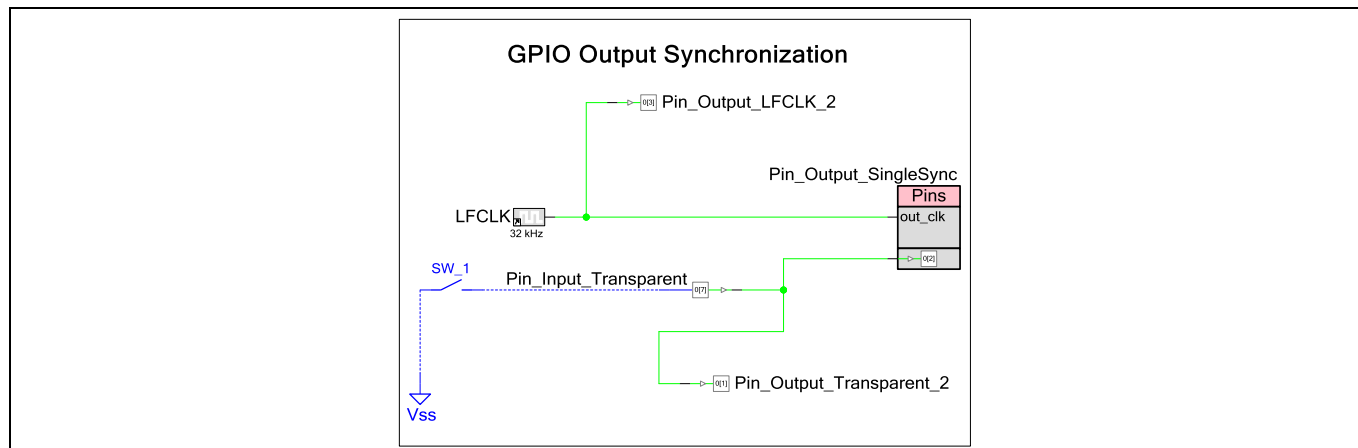 GPIO Output Synchronization
0[3]
Pin_Output_LFCLK_2
Pin_Output_SingleSync
Pins
LFCLK
out_clk
32 kHz
0[2]
SW_1
Pin_Input_Transparent
0[7]
0[1]
Pin_Output_Transparent_2
Vss